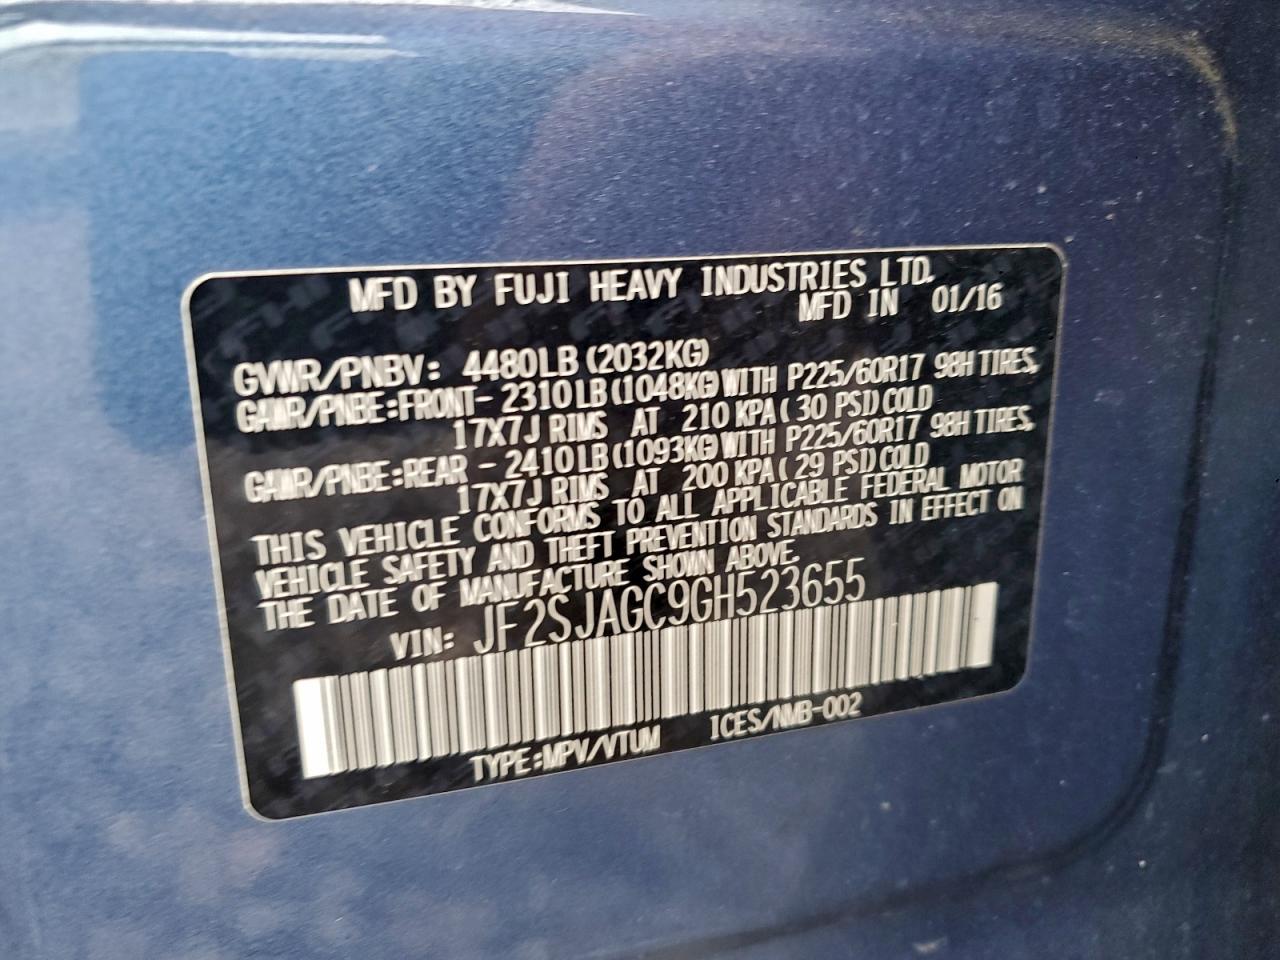 MFD BY FUJI HEAVY INDUSTRIES LTD.
MFD IN 01/16
GVWR/PNBV: 4480LB (2032KG)
GAWR/PNBE:FRONT- 2310LB(1048KG)WITH P225/60R17 98H TIRES,
17X7J RIMS AT 210 KPA( 30 PSI)COLD
GAWR/PNBE:REAR - 2410LB(1093KG)WITH P225/60R17 98H TIRES,
17X7J RIMS AT 200 KPA( 29 PSI)COLD
THIS VEHICLE CONFORMS TO ALL APPLICABLE FEDERAL MOTOR
VEHICLE SAFETY AND THEFT PREVENTION STANDARDS IN EFFECT ON
THE DATE OF MANUFACTURE SHOWN ABOVE.
VIN: JF2SJAGC9GH523655
TYPE:MPV/VTUM ICES/NMB-002